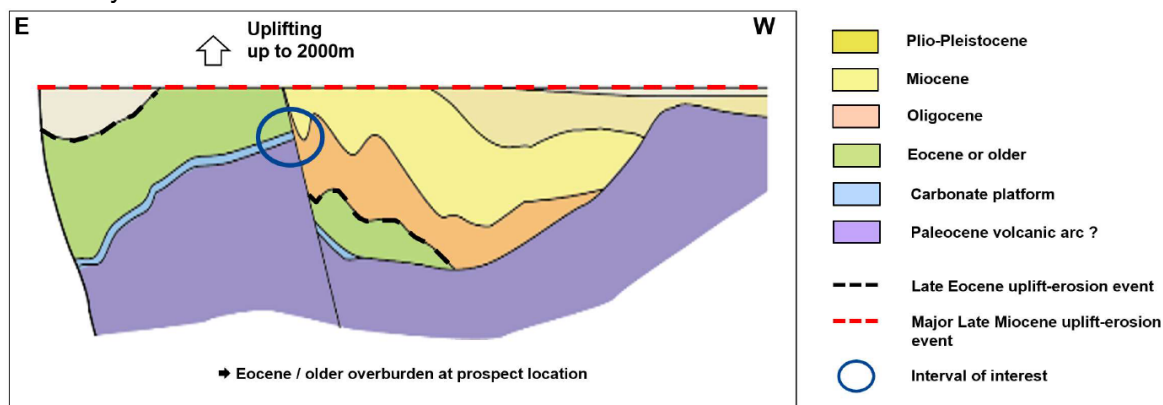 E
Uplifting
up to 2000m
W
➡ Eocene / older overburden at prospect location
Plio-Pleistocene
Miocene
Oligocene
Eocene or older
Carbonate platform
Paleocene volcanic arc ?
Late Eocene uplift-erosion event
Major Late Miocene uplift-erosion
event
Interval of interest